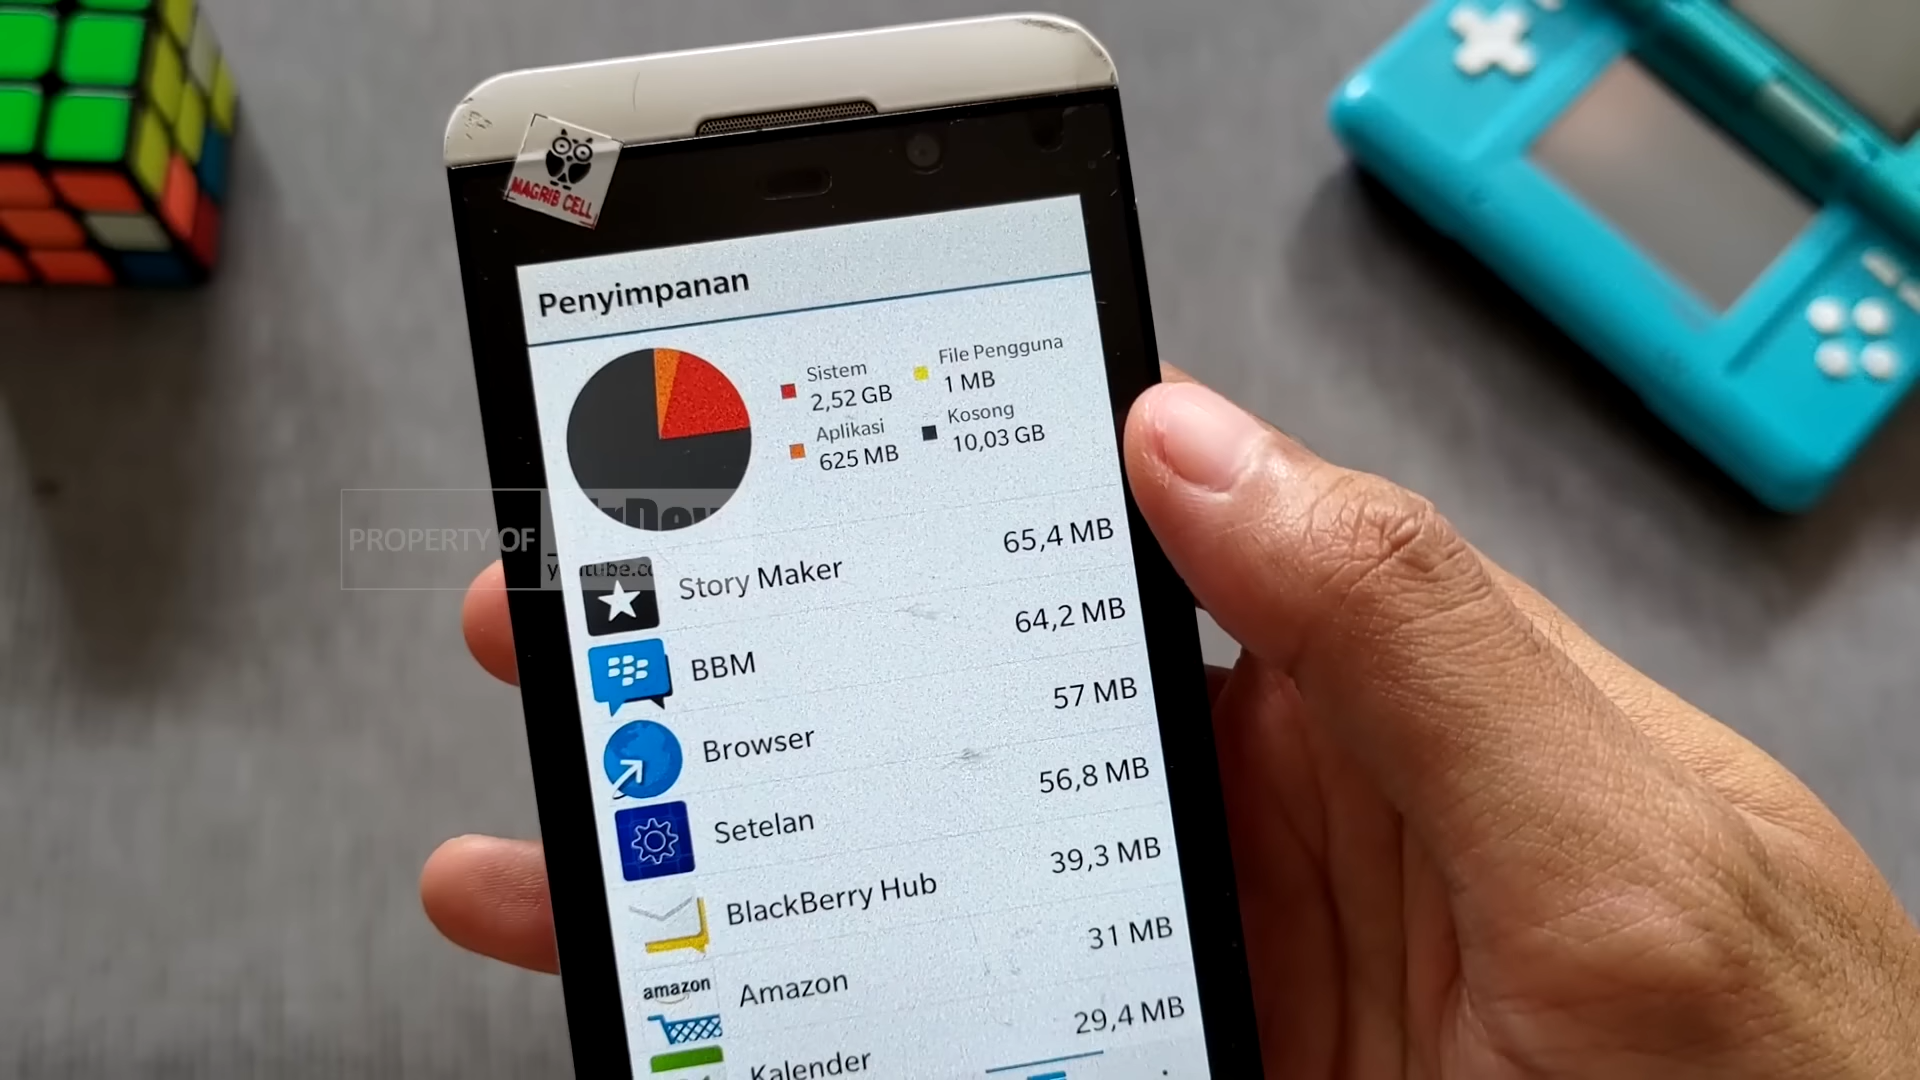 MAGRIB CELL
Penyimpanan
Sistem
2,52 GB
File Pengguna
1 MB
Aplikasi
625 MB
Kosong
10,03 GB
PROPERTY OF
Story Maker 65,4 MB
BBM 64,2 MB
Browser 57 MB
Setelan 56,8 MB
BlackBerry Hub 39,3 MB
amazon
Amazon 31 MB
Kalender 29,4 MB